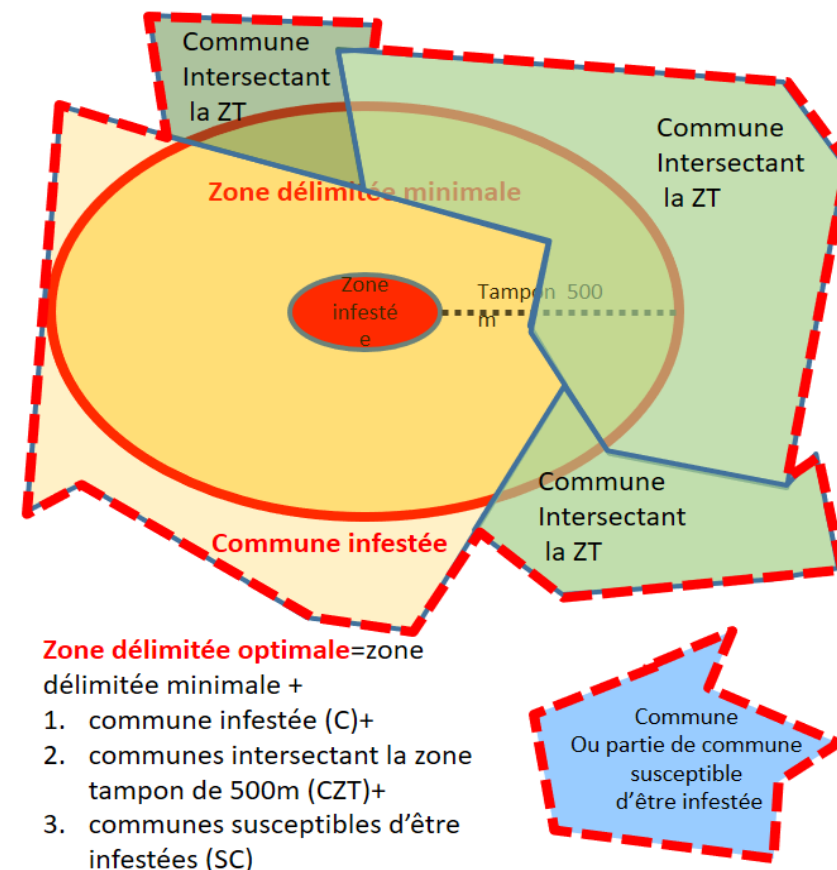 Commune
Intersectant
la ZT
Commune
Intersectant
la ZT
Zone délimitée minimale
Zone
infesté
e
Tampon 500
m
Commune
Intersectant
la ZT
Commune infestée
Zone délimitée optimale=zone
délimitée minimale +
1. commune infestée (C)+
2. communes intersectant la zone
tampon de 500m (CZT)+
3. communes susceptibles d'être
infestées (SC)
Commune
Ou partie de commune
susceptible
d'être infestée